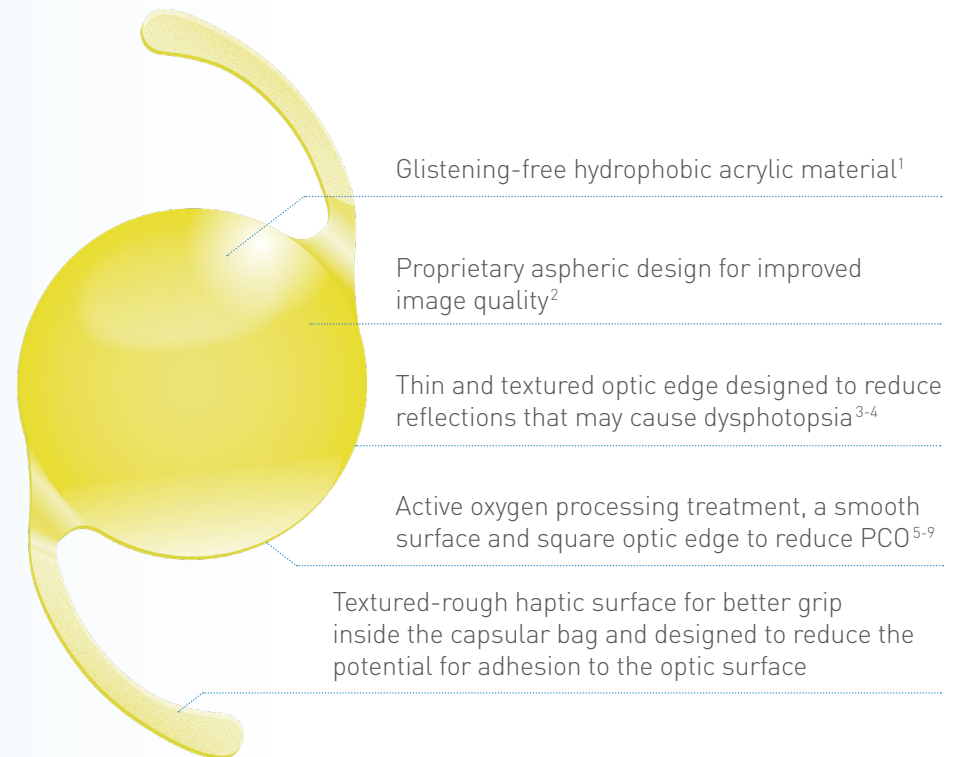 Glistening-free hydrophobic acrylic material¹
Proprietary aspheric design for improved
image quality²
Thin and textured optic edge designed to reduce
reflections that may cause dysphotopsia³⁻⁴
Active oxygen processing treatment, a smooth
surface and square optic edge to reduce PCO⁵⁻⁹
Textured-rough haptic surface for better grip
inside the capsular bag and designed to reduce the
potential for adhesion to the optic surface